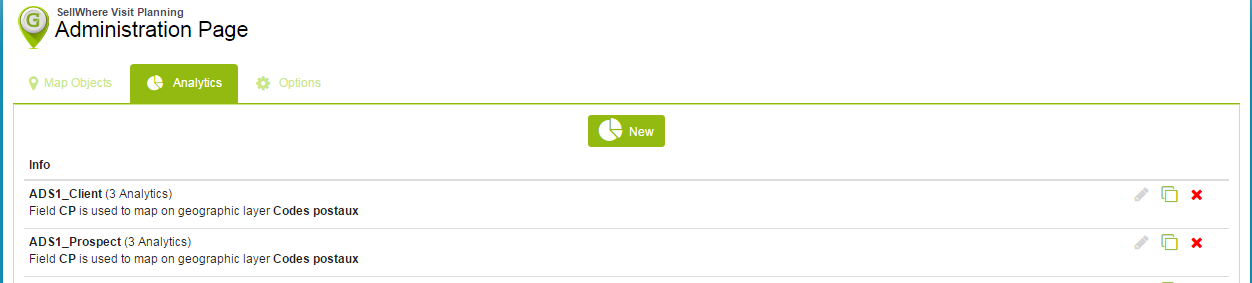 G
SellWhere Visit Planning
Administration Page
Map Objects
Analytics
Options
New
Info
ADS1_Client (3 Analytics)
Field CP is used to map on geographic layer Codes postaux
ADS1_Prospect (3 Analytics)
Field CP is used to map on geographic layer Codes postaux